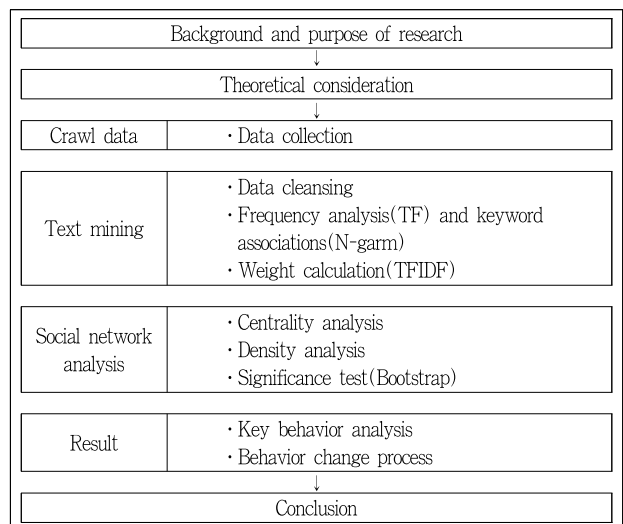 Background and purpose of research
↓
Theoretical consideration
↓
Crawl data
・Data collection
Text mining
・Data cleansing
・Frequency analysis(TF) and keyword
associations(N-garm)
・Weight calculation(TFIDF)
Social network
analysis
・Centrality analysis
・Density analysis
・Significance test(Bootstrap)
Result
・Key behavior analysis
・Behavior change process
↓
Conclusion